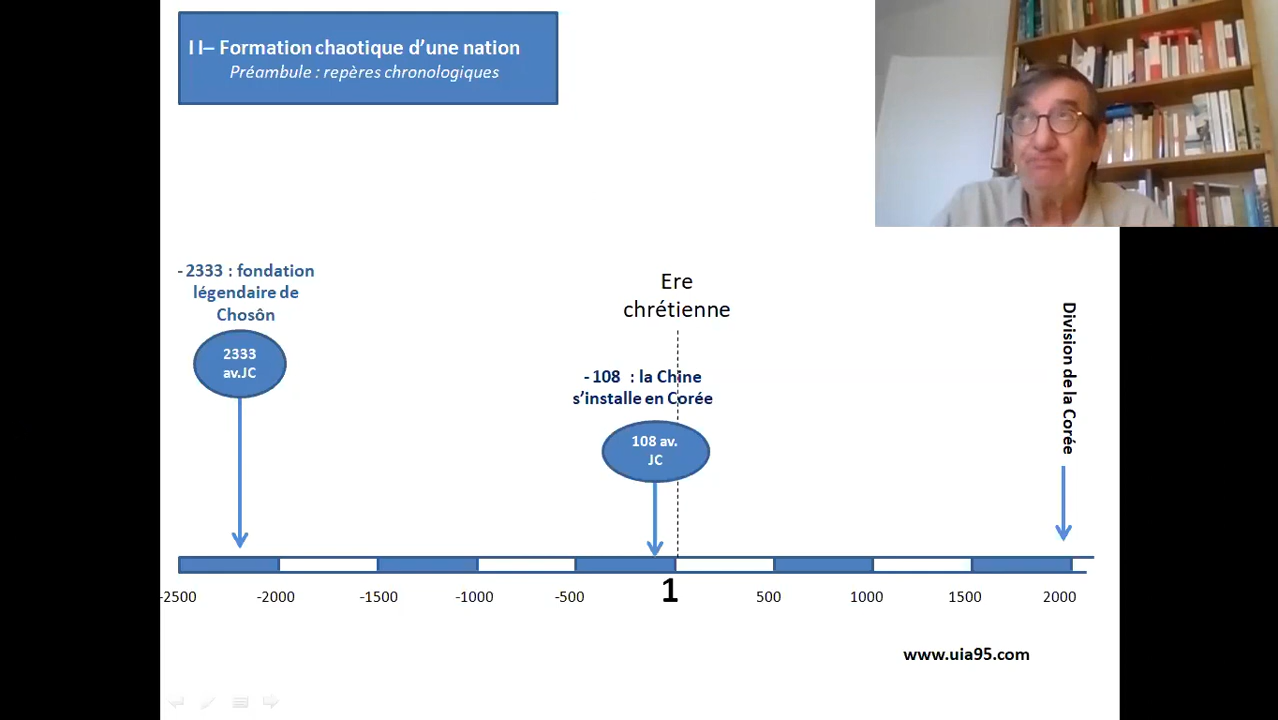 I I– Formation chaotique d’une nation
Préambule : repères chronologiques
- 2333 : fondation
légendaire de
Chosôn
2333
av.JC
Ere
chrétienne
- 108 : la Chine
s’installe en Corée
108 av.
JC
Division de la Corée
-2500 -2000 -1500 -1000 -500 1 500 1000 1500 2000
www.uia95.com